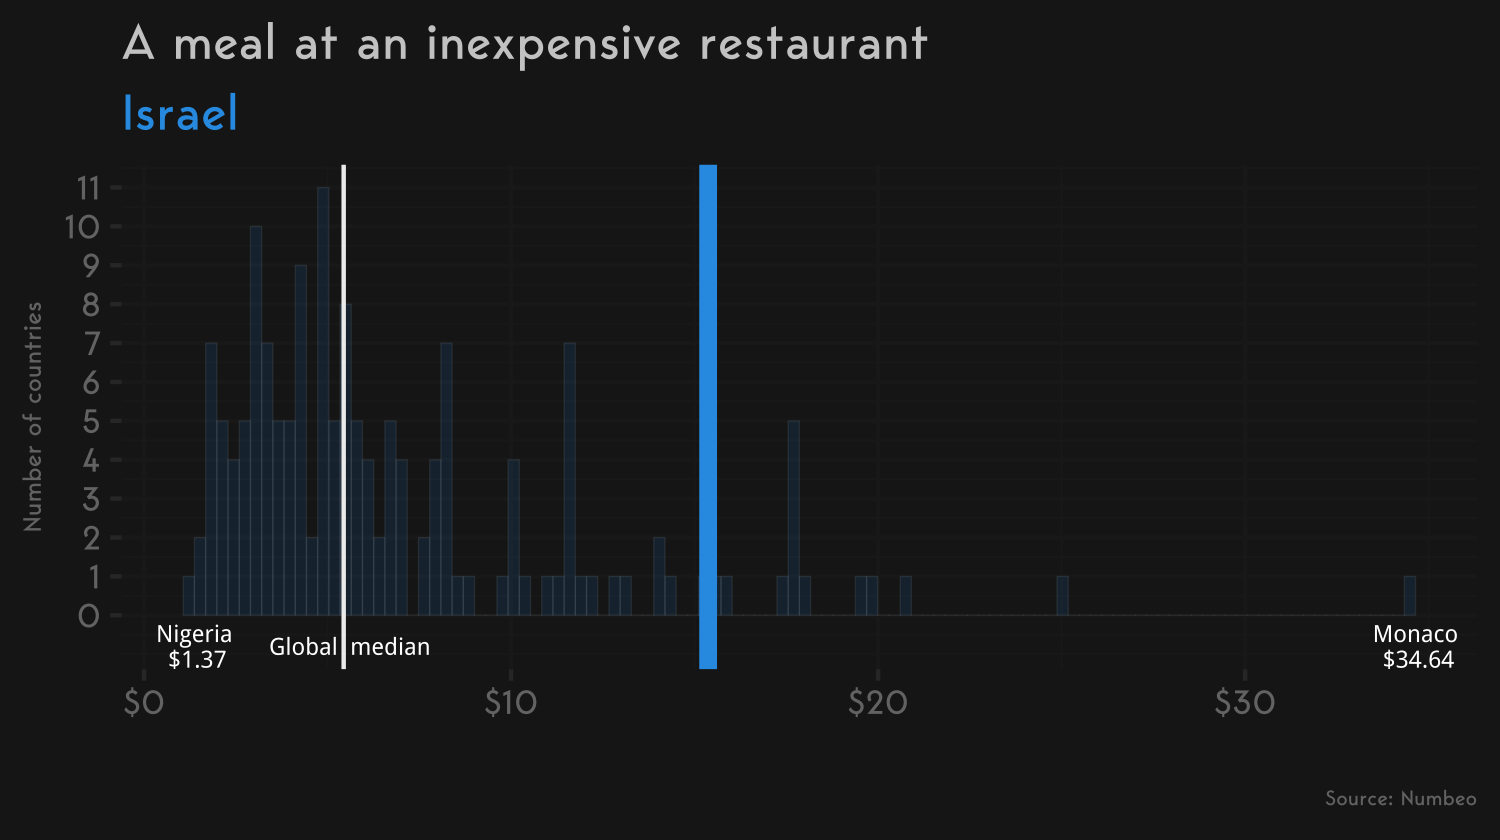 A meal at an inexpensive restaurant
Israel
Number of countries
11
10
9
8
7
6
5
4
3
2
1
0
Nigeria
$1.37
Global median
Monaco
$34.64
$0 $10 $20 $30
Source: Numbeo